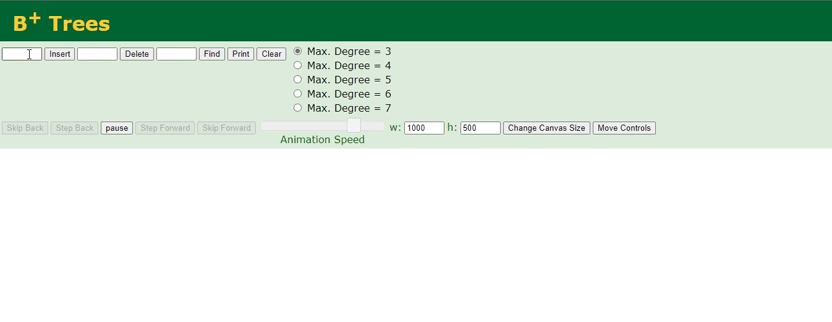 B+ Trees
Insert Delete Find Print Clear
Max. Degree = 3
Max. Degree = 4
Max. Degree = 5
Max. Degree = 6
Max. Degree = 7
Skip Back Step Back pause Step Forward Skip Forward w: 1000 h: 500 Change Canvas Size Move Controls
Animation Speed